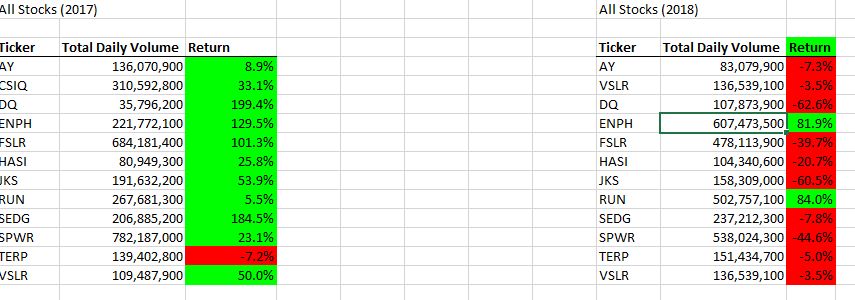 All Stocks (2017) All Stocks (2018)
Ticker Total Daily Volume Return Ticker Total Daily Volume Return
AY 136,070,900 8.9% AY 83,079,900 -7.3%
CSIQ 310,592,800 33.1% VSLR 136,539,100 -3.5%
DQ 35,796,200 199.4% DQ 107,873,900 -62.6%
ENPH 221,772,100 129.5% ENPH 607,473,500 81.9%
FSLR 684,181,400 101.3% FSLR 478,113,900 -39.7%
HASI 80,949,300 25.8% HASI 104,340,600 -20.7%
JKS 191,632,200 53.9% JKS 158,309,000 -60.5%
RUN 267,681,300 5.5% RUN 502,757,100 84.0%
SEDG 206,885,200 184.5% SEDG 237,212,300 -7.8%
SPWR 782,187,000 23.1% SPWR 538,024,300 -44.6%
TERP 139,402,800 -7.2% TERP 151,434,700 -5.0%
VSLR 109,487,900 50.0% VSLR 136,539,100 -3.5%